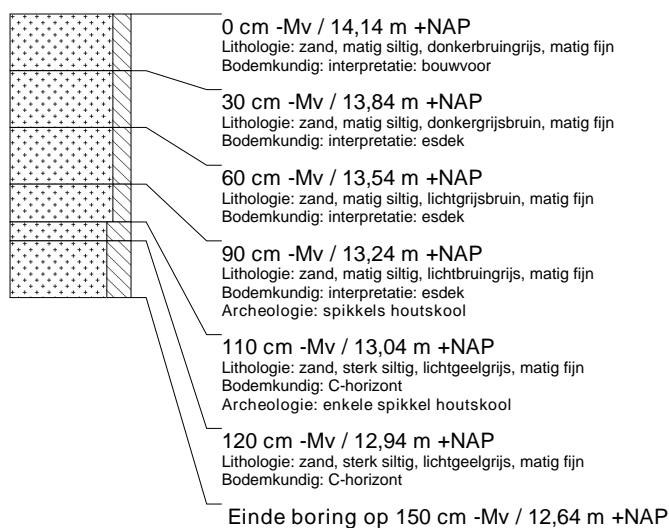 0 cm -Mv / 14,14 m +NAP
Lithologie: zand, matig siltig, donkerbruingrijs, matig fijn
Bodemkundig: interpretatie: bouwvoor
30 cm -Mv / 13,84 m +NAP
Lithologie: zand, matig siltig, donkergrijsbruin, matig fijn
Bodemkundig: interpretatie: esdek
60 cm -Mv / 13,54 m +NAP
Lithologie: zand, matig siltig, lichtgrijsbruin, matig fijn
Bodemkundig: interpretatie: esdek
90 cm -Mv / 13,24 m +NAP
Lithologie: zand, matig siltig, lichtbruingrijs, matig fijn
Bodemkundig: interpretatie: esdek
Archeologie: spikkels houtskool
110 cm -Mv / 13,04 m +NAP
Lithologie: zand, sterk siltig, lichtgeelgrijs, matig fijn
Bodemkundig: C-horizont
Archeologie: enkele spikkel houtskool
120 cm -Mv / 12,94 m +NAP
Lithologie: zand, sterk siltig, lichtgeelgrijs, matig fijn
Bodemkundig: C-horizont
Einde boring op 150 cm -Mv / 12,64 m +NAP